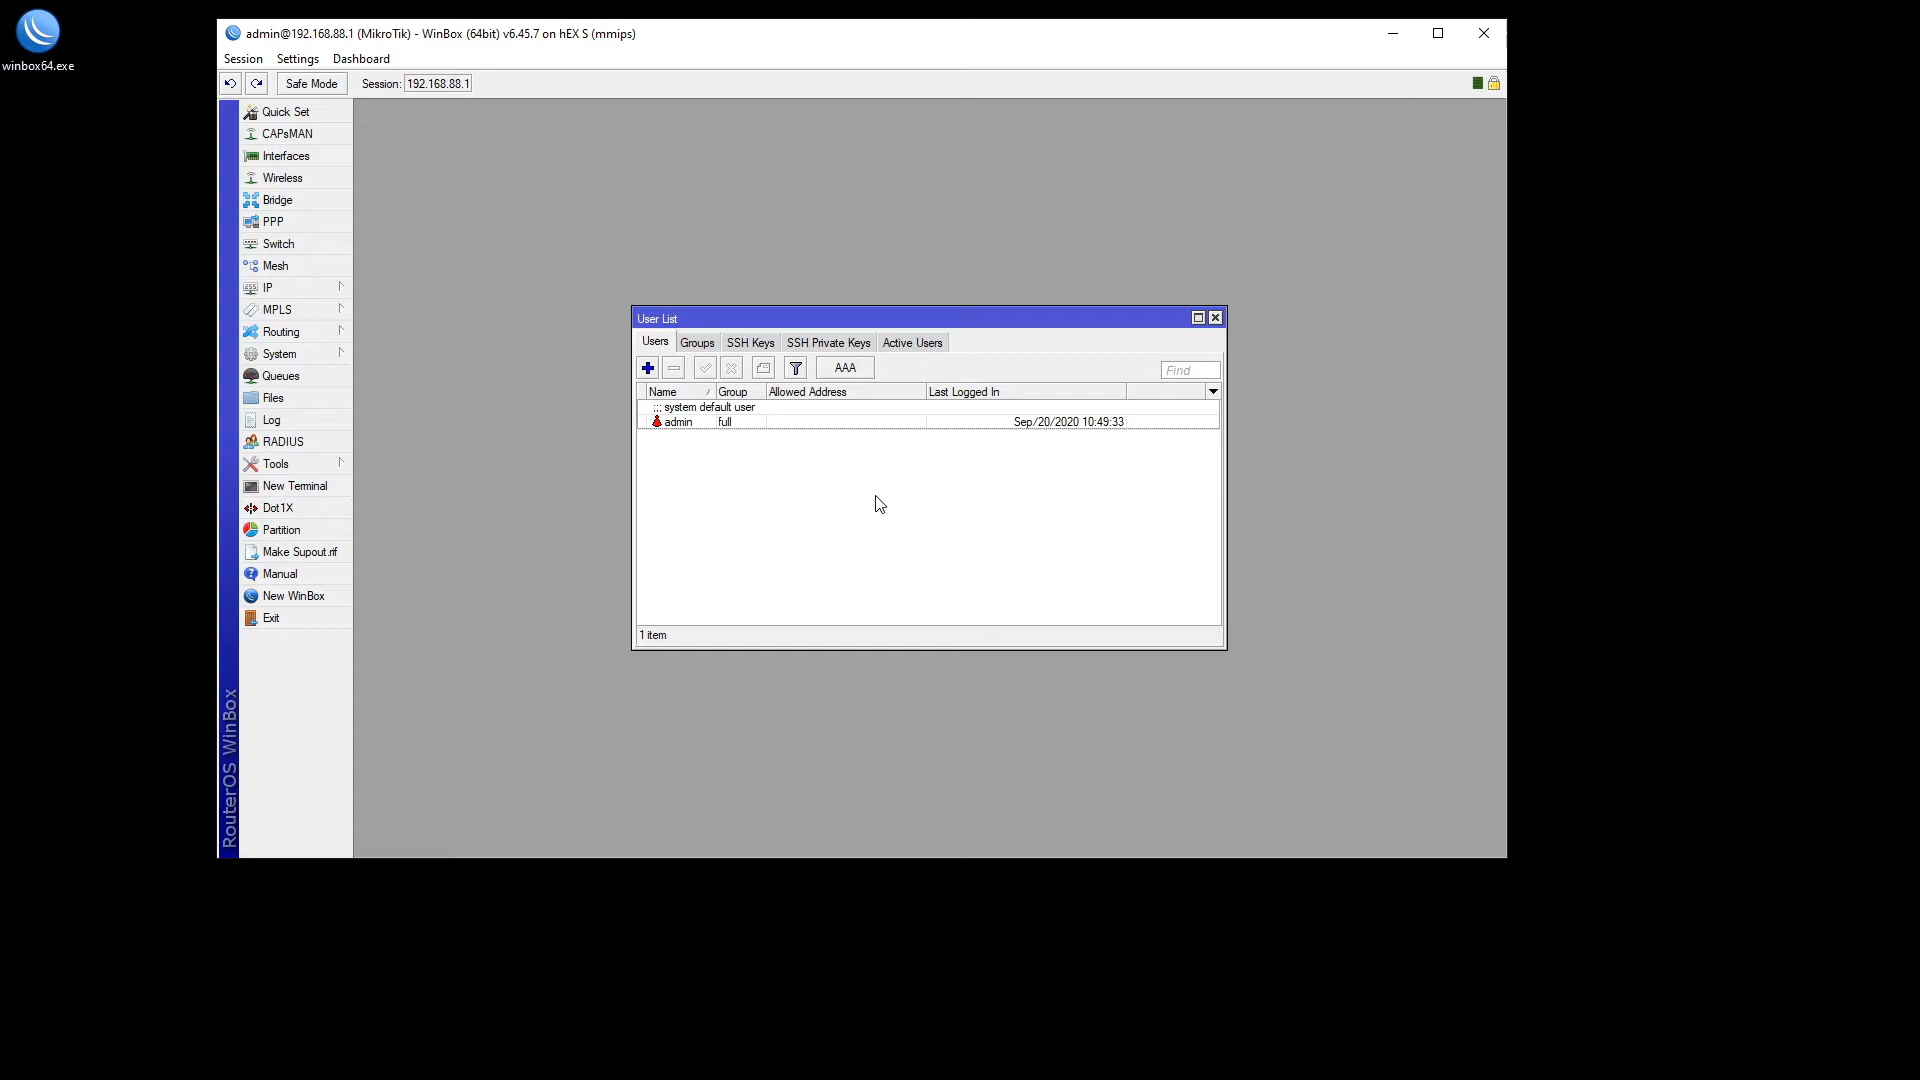 winbox64.exe
admin@192.168.88.1 (MikroTik) - WinBox (64bit) v6.45.7 on hEX S (mmips)
Session Settings Dashboard
Safe Mode Session: 192.168.88.1
Quick Set
CAPsMAN
Interfaces
Wireless
Bridge
PPP
Switch
Mesh
IP
MPLS
Routing
System
Queues
Files
Log
RADIUS
Tools
New Terminal
Dot1X
Partition
Make Supout.rif
Manual
New WinBox
Exit
RouterOS WinBox
User List
Users Groups SSH Keys SSH Private Keys Active Users
AAA Find
Name / Group Allowed Address Last Logged In
;;; system default user
admin full Sep/20/2020 10:49:33
1 item